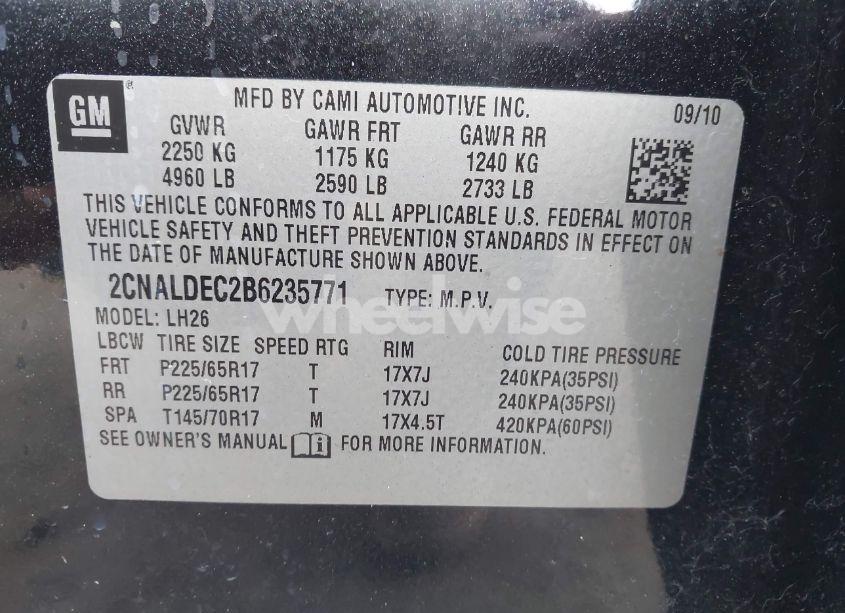 GM
MFD BY CAMI AUTOMOTIVE INC. 09/10
GVWR GAWR FRT GAWR RR
2250 KG 1175 KG 1240 KG
4960 LB 2590 LB 2733 LB
THIS VEHICLE CONFORMS TO ALL APPLICABLE U.S. FEDERAL MOTOR
VEHICLE SAFETY AND THEFT PREVENTION STANDARDS IN EFFECT ON
THE DATE OF MANUFACTURE SHOWN ABOVE.
2CNALDEC2B6235771 TYPE: M.P.V.
wheelwise
MODEL: LH26
LBCW TIRE SIZE SPEED RTG RIM COLD TIRE PRESSURE
FRT P225/65R17 T 17X7J 240KPA(35PSI)
RR P225/65R17 T 17X7J 240KPA(35PSI)
SPA T145/70R17 M 17X4.5T 420KPA(60PSI)
SEE OWNER'S MANUAL FOR MORE INFORMATION.